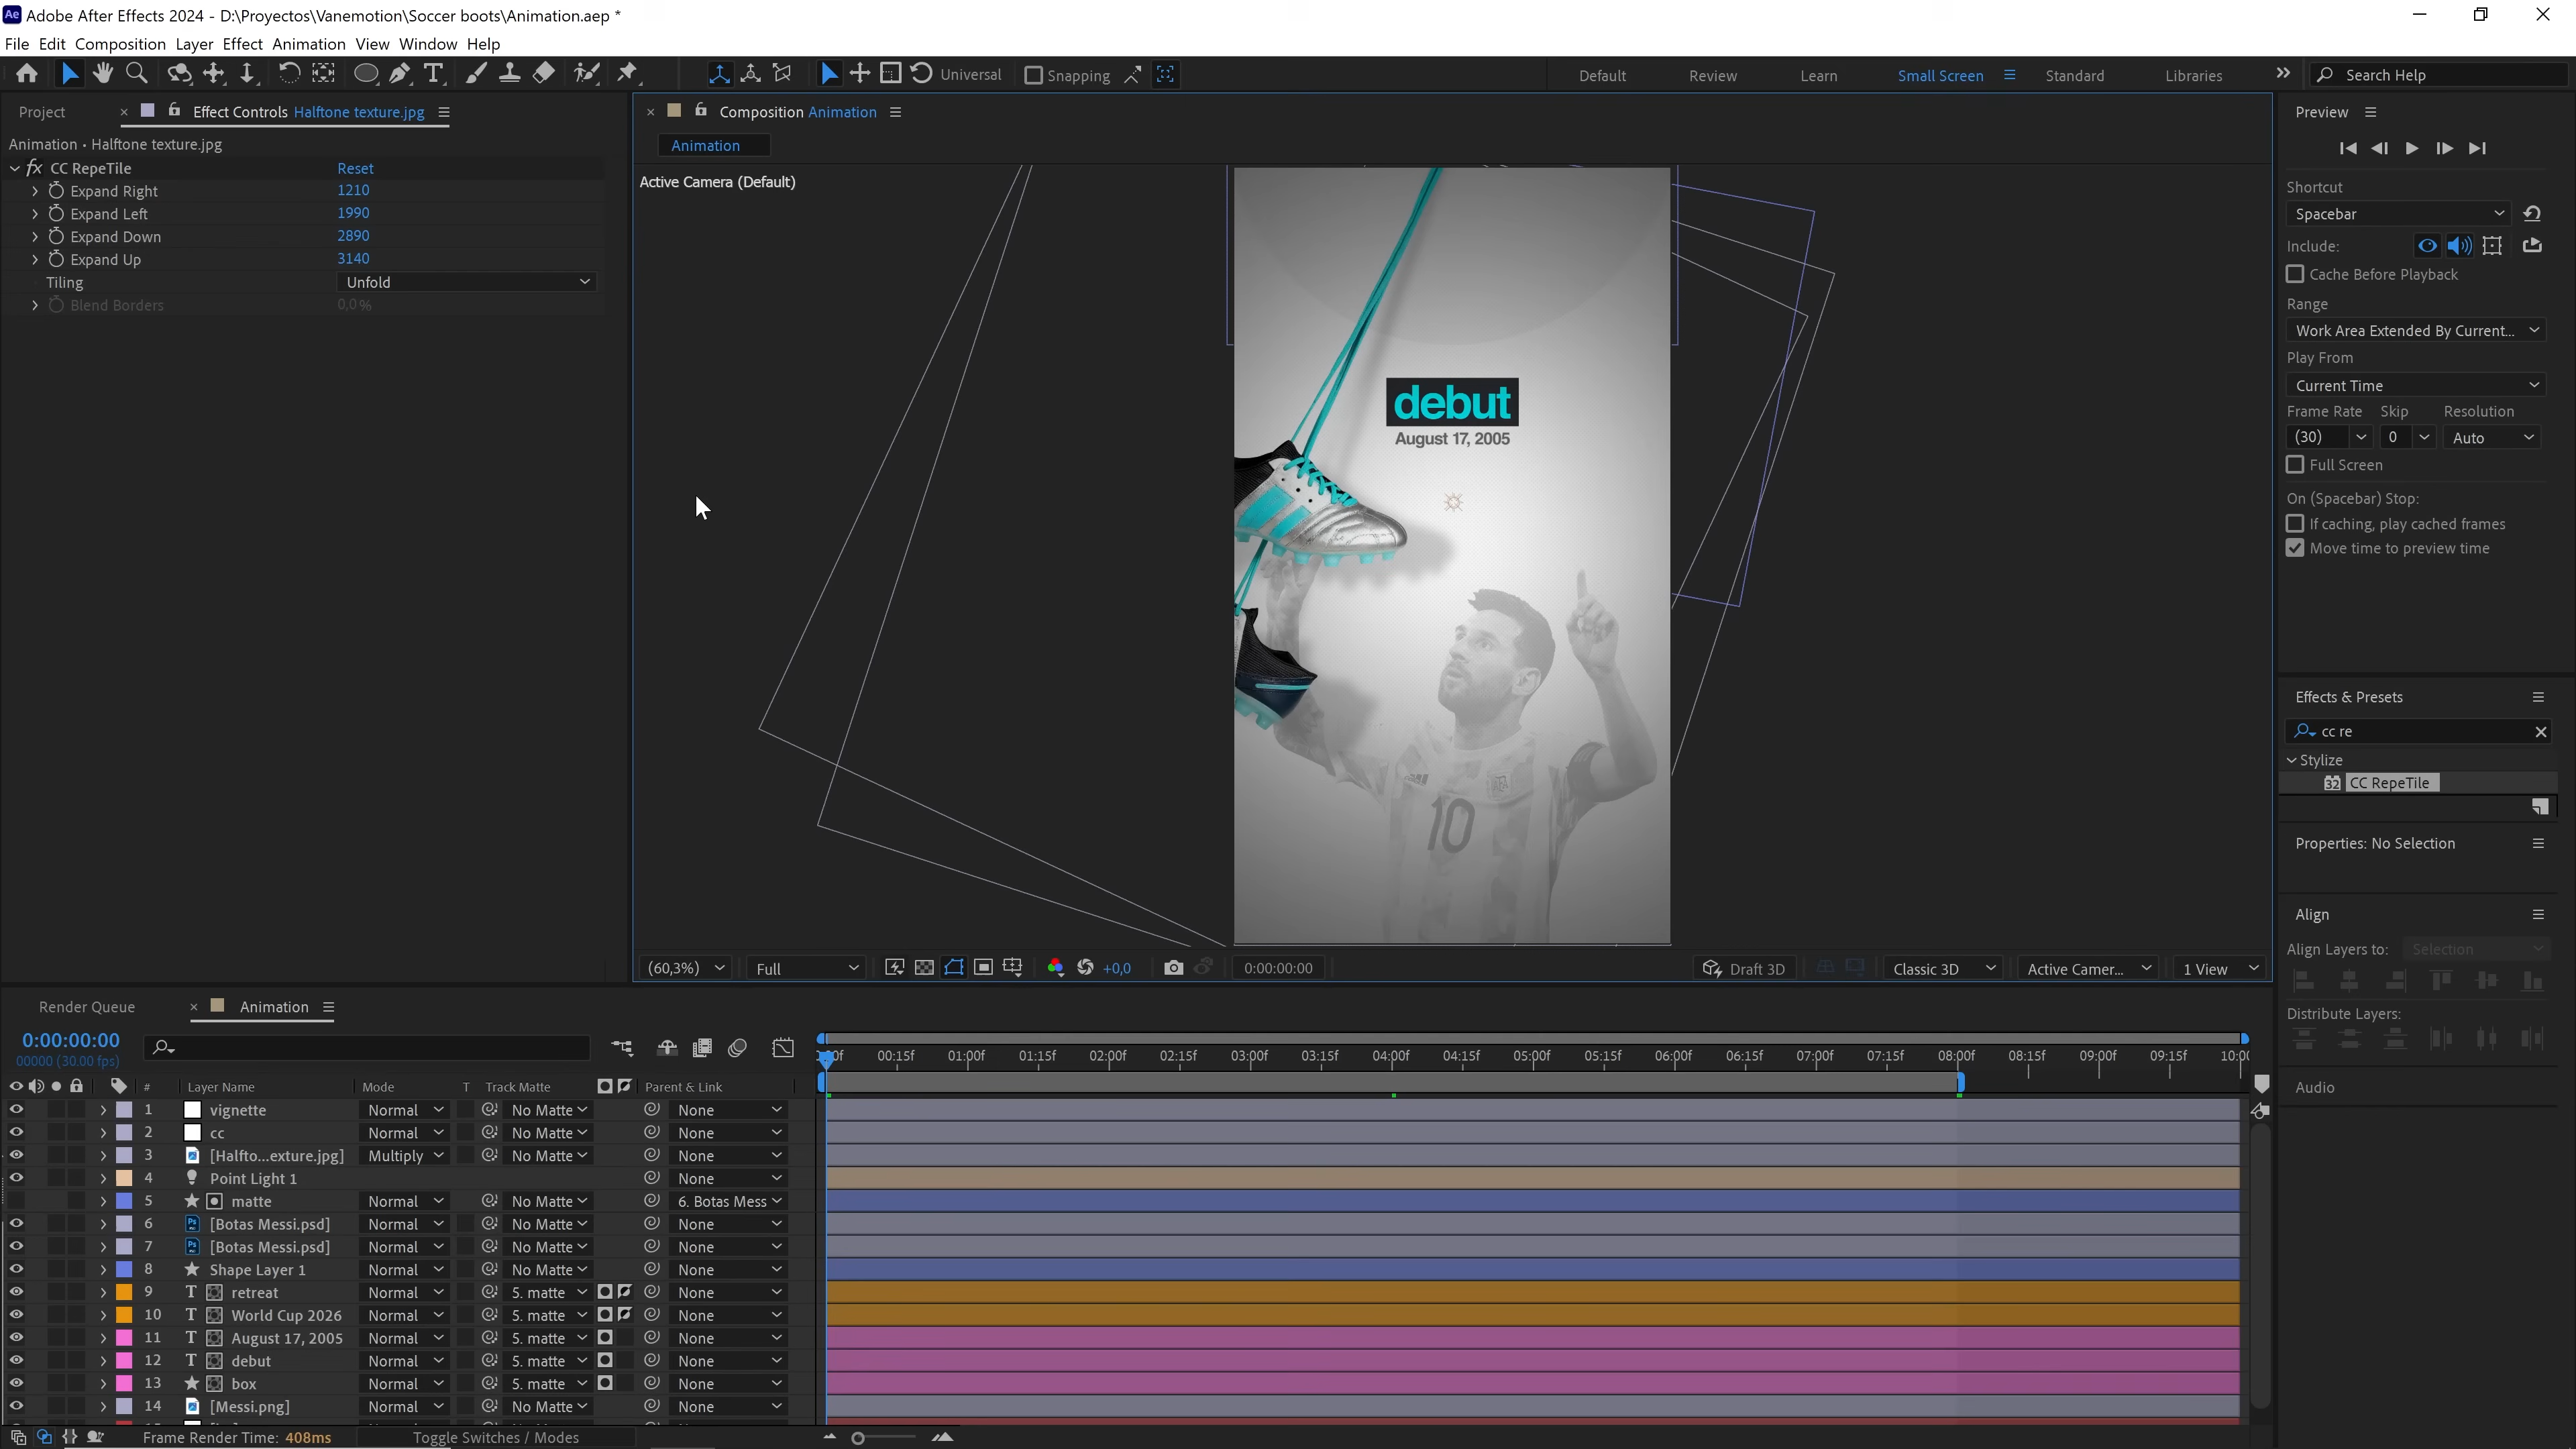 Adobe After Effects 2024 - D:\Proyectos\Vanemotion\Soccer boots\Animation.aep *
File Edit Composition Layer Effect Animation View Window Help
Universal Snapping Default Review Learn Small Screen Standard Libraries Search Help
Project Effect Controls Halftone texture.jpg
Animation • Halftone texture.jpg
fx CC RepeTile Reset
Expand Right 1210
Expand Left 1990
Expand Down 2890
Expand Up 3140
Tiling Unfold
Blend Borders 0,0%
Composition Animation
Animation
Active Camera (Default)
debut
August 17, 2005
10
(60,3%) Full +0,0 0:00:00:00 Draft 3D Classic 3D Active Camer... 1 View
Preview
Shortcut
Spacebar
Include:
Cache Before Playback
Range
Work Area Extended By Current...
Play From
Current Time
Frame Rate Skip Resolution
(30) 0 Auto
Full Screen
On (Spacebar) Stop:
If caching, play cached frames
Move time to preview time
Effects & Presets
cc re
Stylize
32 CC RepeTile
Properties: No Selection
Align
Align Layers to: Selection
Distribute Layers:
Audio
Render Queue Animation
0:00:00:00
00000 (30.00 fps)
00:15f 01:00f 01:15f 02:00f 02:15f 03:00f 03:15f 04:00f 04:15f 05:00f 05:15f 06:00f 06:15f 07:00f 07:15f 08:00f 08:15f 09:00f 09:15f
# Layer Name Mode T Track Matte Parent & Link
1 vignette Normal No Matte None
2 cc Normal No Matte None
3 [Halfto...exture.jpg] Multiply No Matte None
4 Point Light 1 None
5 matte Normal No Matte 6. Botas Mess
6 [Botas Messi.psd] Normal No Matte None
7 [Botas Messi.psd] Normal No Matte None
8 Shape Layer 1 Normal No Matte None
9 T retreat Normal 5. matte None
10 T World Cup 2026 Normal 5. matte None
11 T August 17, 2005 Normal 5. matte None
12 T debut Normal 5. matte None
13 box Normal 5. matte None
14 [Messi.png] Normal No Matte None
Frame Render Time: 408ms Toggle Switches / Modes